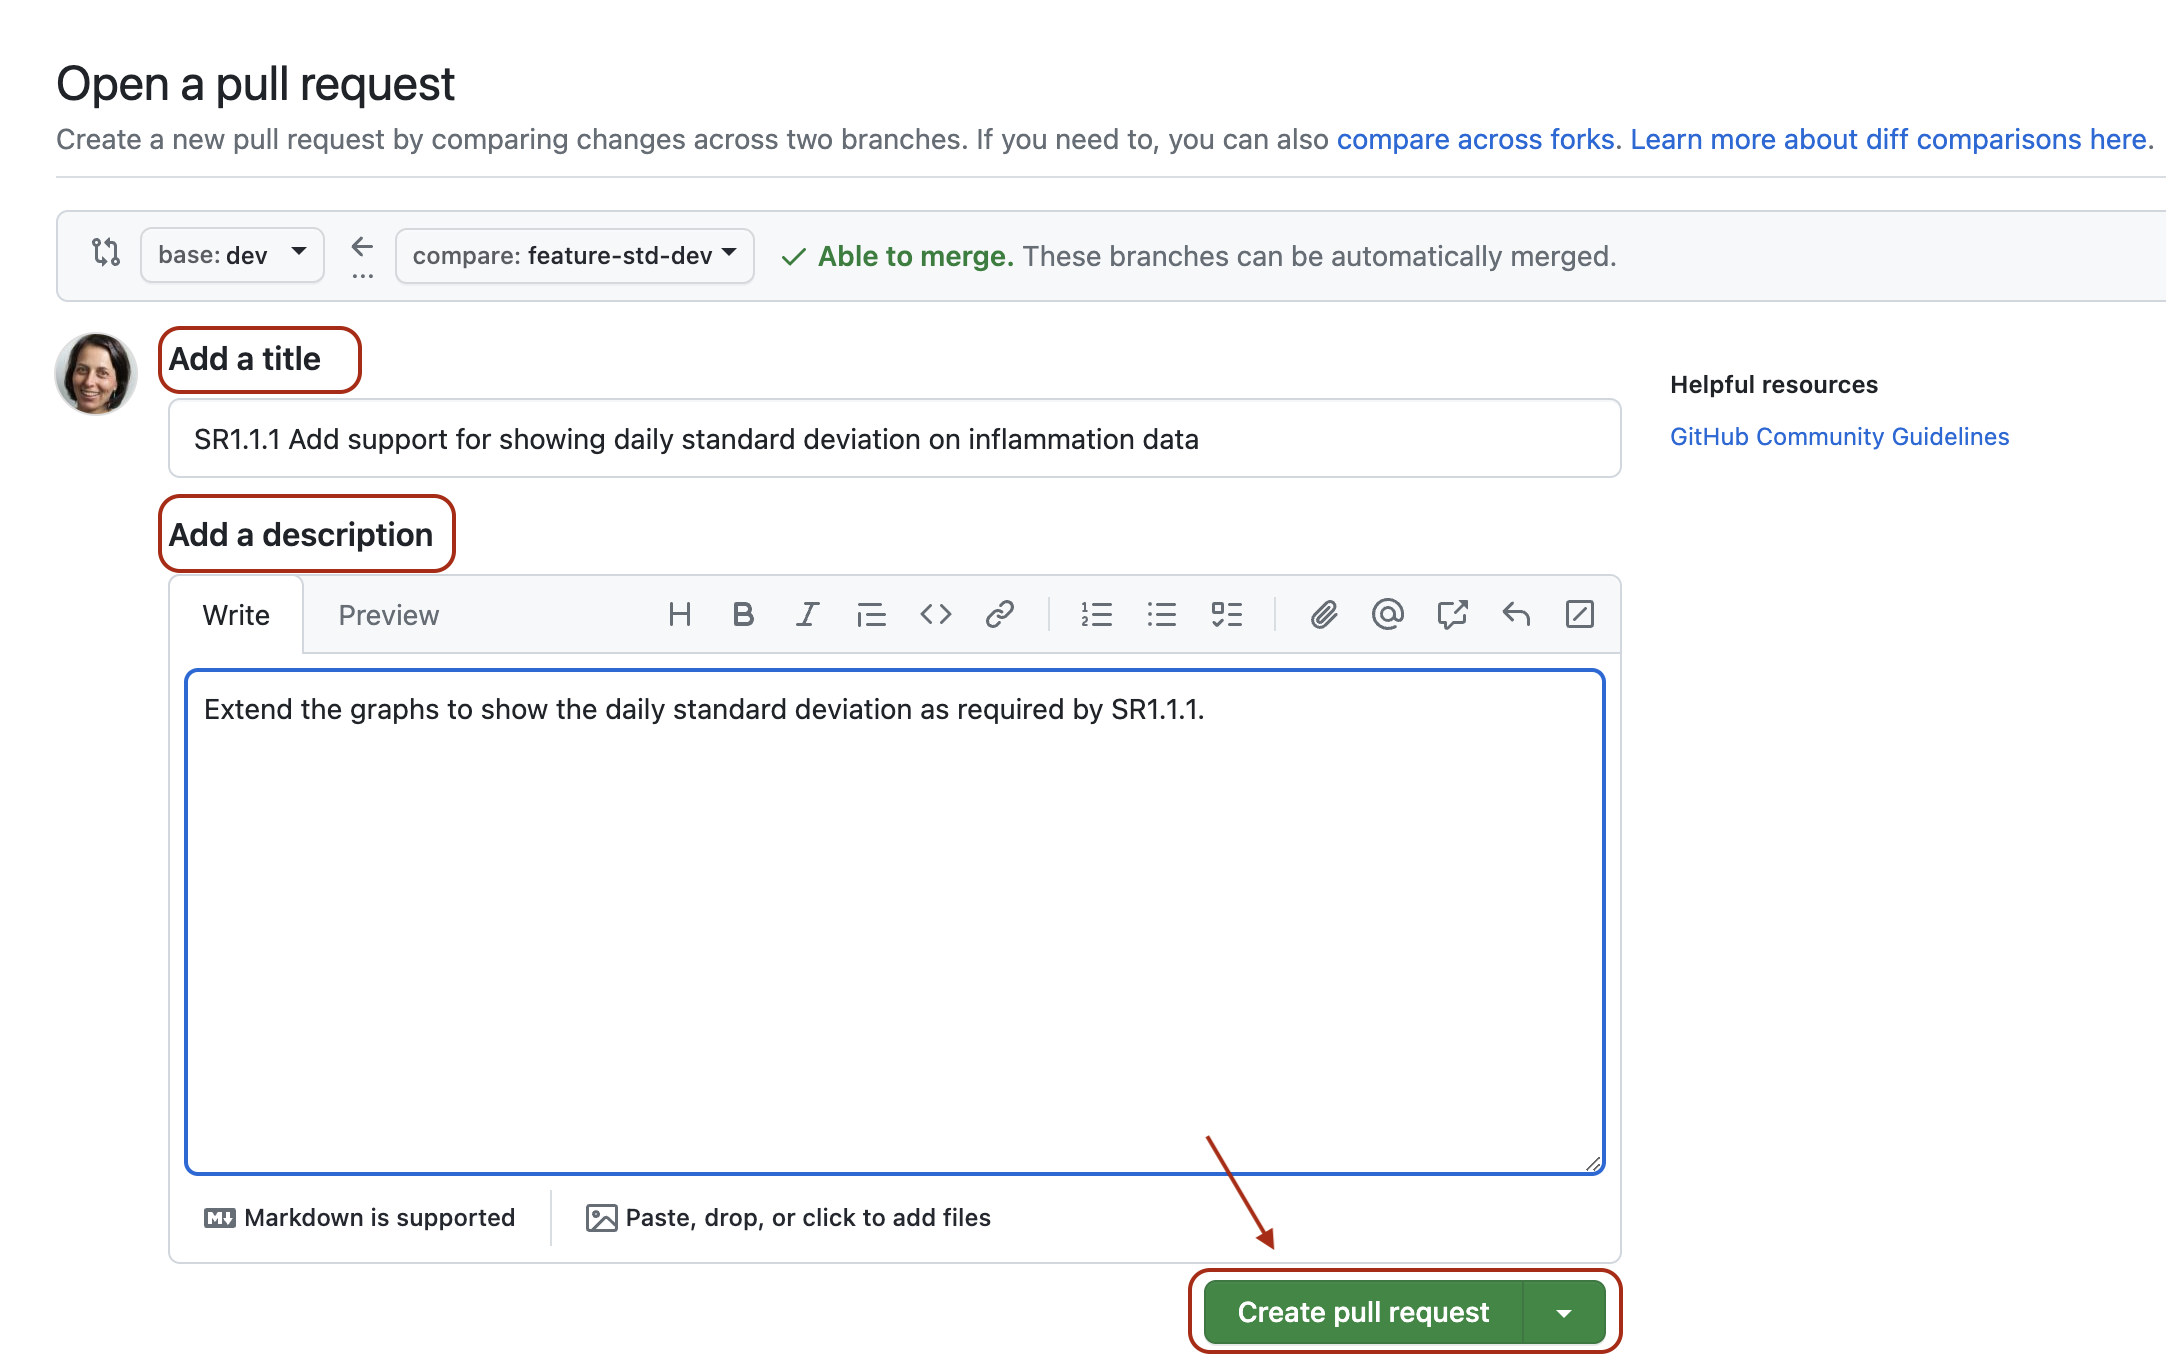 Open a pull request
Create a new pull request by comparing changes across two branches. If you need to, you can also compare across forks. Learn more about diff comparisons here.
base: dev ... compare: feature-std-dev Able to merge. These branches can be automatically merged.
Add a title
SR1.1.1 Add support for showing daily standard deviation on inflammation data
Helpful resources
GitHub Community Guidelines
Add a description
Write Preview
Extend the graphs to show the daily standard deviation as required by SR1.1.1.
Markdown is supported Paste, drop, or click to add files
Create pull request